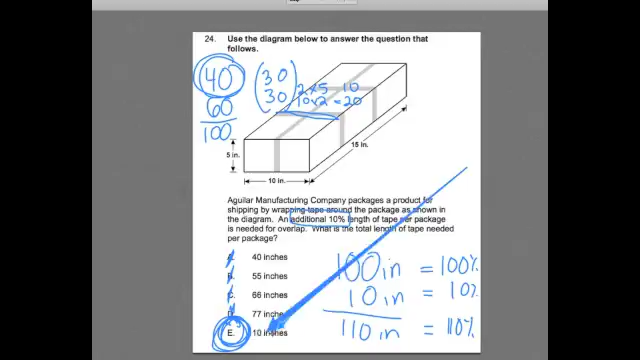 24. Use the diagram below to answer the question that
follows.
40
60
100
30
30
2 x 5 10
10 x 2 = 20
5 in.
10 in.
15 in.
Aguilar Manufacturing Company packages a product for
shipping by wrapping tape around the package as shown in
the diagram. An additional 10% length of tape per package
is needed for overlap. What is the total length of tape needed
per package?
A. 40 inches
B. 55 inches
C. 66 inches
D. 77 inches
E. 10 inches
100 in = 100%
10 in = 10%
110 in = 110%